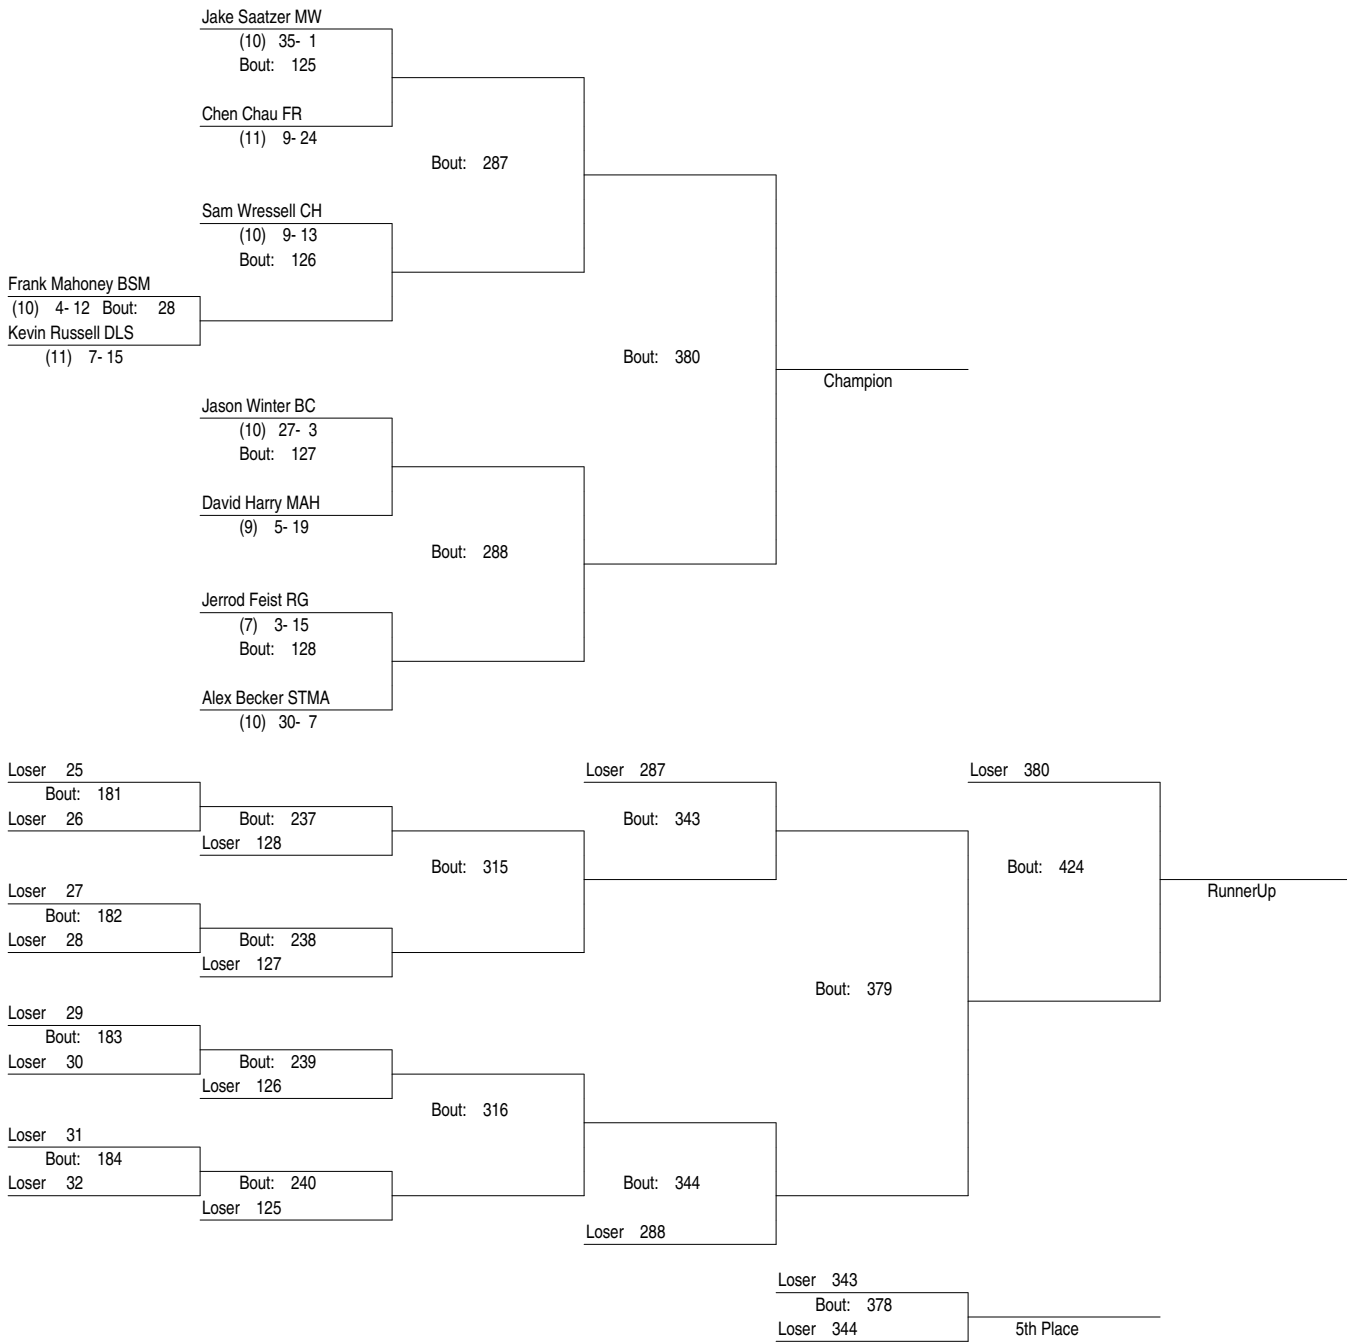 Jake Saatzer MW
(10) 35- 1
Bout: 125
Chen Chau FR
(11) 9- 24
Bout: 287
Sam Wressell CH
(10) 9- 13
Bout: 126
Frank Mahoney BSM
(10) 4- 12 Bout: 28
Kevin Russell DLS
(11) 7- 15
Bout: 380
Champion
Jason Winter BC
(10) 27- 3
Bout: 127
David Harry MAH
(9) 5- 19
Bout: 288
Jerrod Feist RG
(7) 3- 15
Bout: 128
Alex Becker STMA
(10) 30- 7
Loser 25
Bout: 181
Loser 26
Bout: 237
Loser 128
Loser 287
Bout: 343
Loser 380
Bout: 315
Bout: 424
RunnerUp
Loser 27
Bout: 182
Loser 28
Bout: 238
Loser 127
Bout: 379
Loser 29
Bout: 183
Loser 30
Bout: 239
Loser 126
Bout: 316
Loser 31
Bout: 184
Loser 32
Bout: 240
Loser 125
Bout: 344
Loser 288
Loser 343
Bout: 378
Loser 344
5th Place